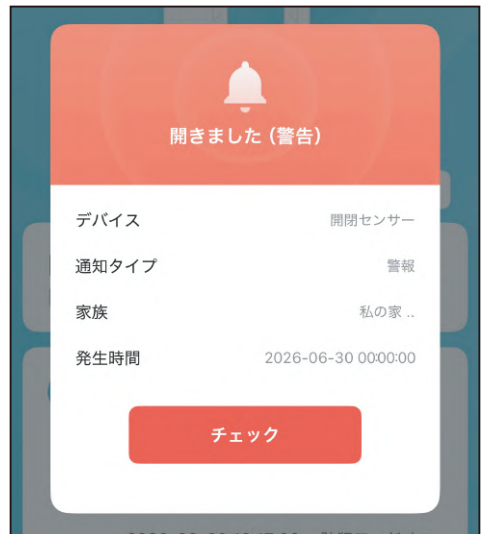 開きました (警告)
デバイス 開閉センサー
通知タイプ 警報
家族 私の家 ..
発生時間 2026-06-30 00:00:00
チェック